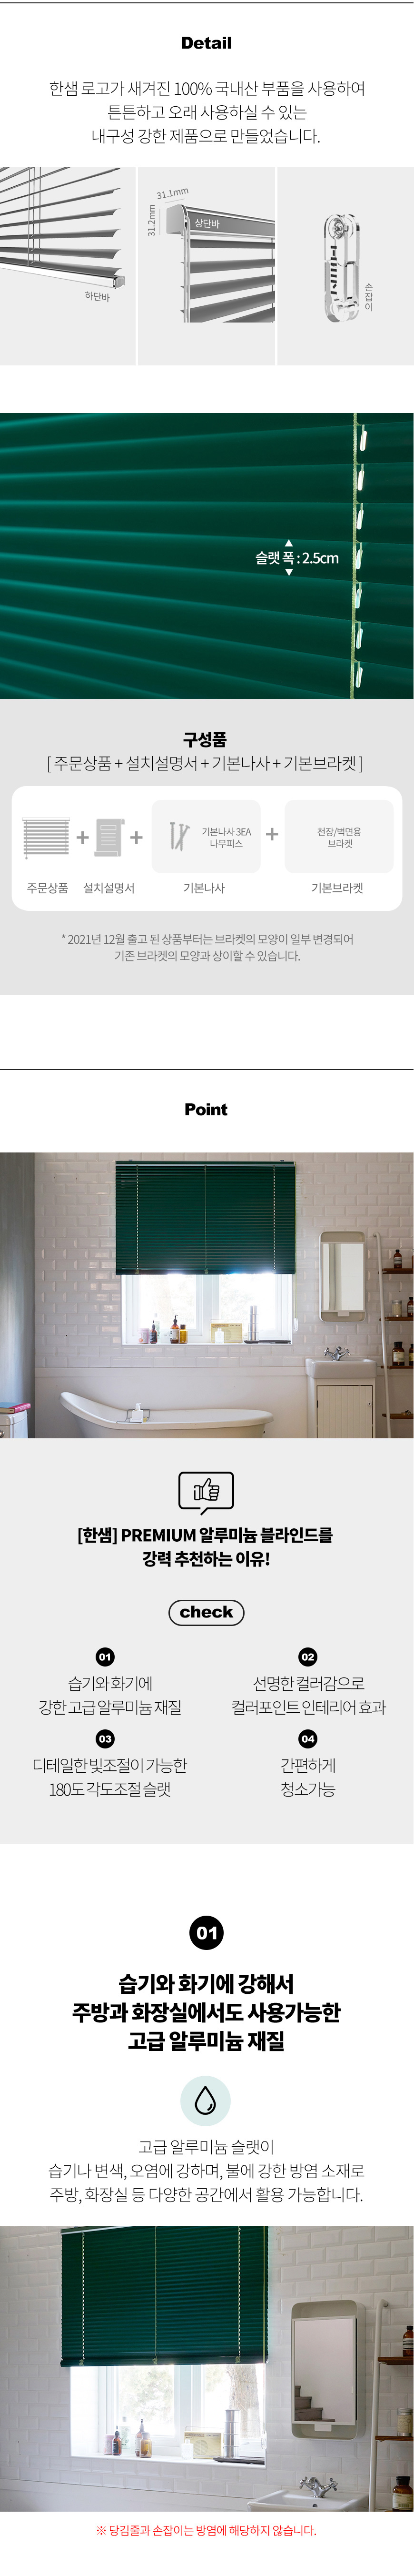 Detail
한샘 로고가 새겨진 100% 국내산 부품을 사용하여
튼튼하고 오래 사용하실 수 있는
내구성 강한 제품으로 만들었습니다.
하단바
31.1mm
31.2mm
상단바
손잡이
슬랫 폭 : 2.5cm
구성품
[ 주문상품 + 설치설명서 + 기본나사 + 기본브라켓 ]
+
+
기본나사 3EA
나무피스
+
천장/벽면용
브라켓
주문상품
설치설명서
기본나사
기본브라켓
* 2021년 12월 출고 된 상품부터는 브라켓의 모양이 일부 변경되어
기존 브라켓의 모양과 상이할 수 있습니다.
Point
[한샘] PREMIUM 알루미늄 블라인드를
강력 추천하는 이유!
check
01
습기와 화기에
강한 고급 알루미늄 재질
02
선명한 컬러감으로
컬러포인트 인테리어 효과
03
디테일한 빛조절이 가능한
180도 각도조절 슬랫
04
간편하게
청소가능
01
습기와 화기에 강해서
주방과 화장실에서도 사용가능한
고급 알루미늄 재질
고급 알루미늄 슬랫이
습기나 변색, 오염에 강하며, 불에 강한 방염 소재로
주방, 화장실 등 다양한 공간에서 활용 가능합니다.
※ 당김줄과 손잡이는 방염에 해당하지 않습니다.